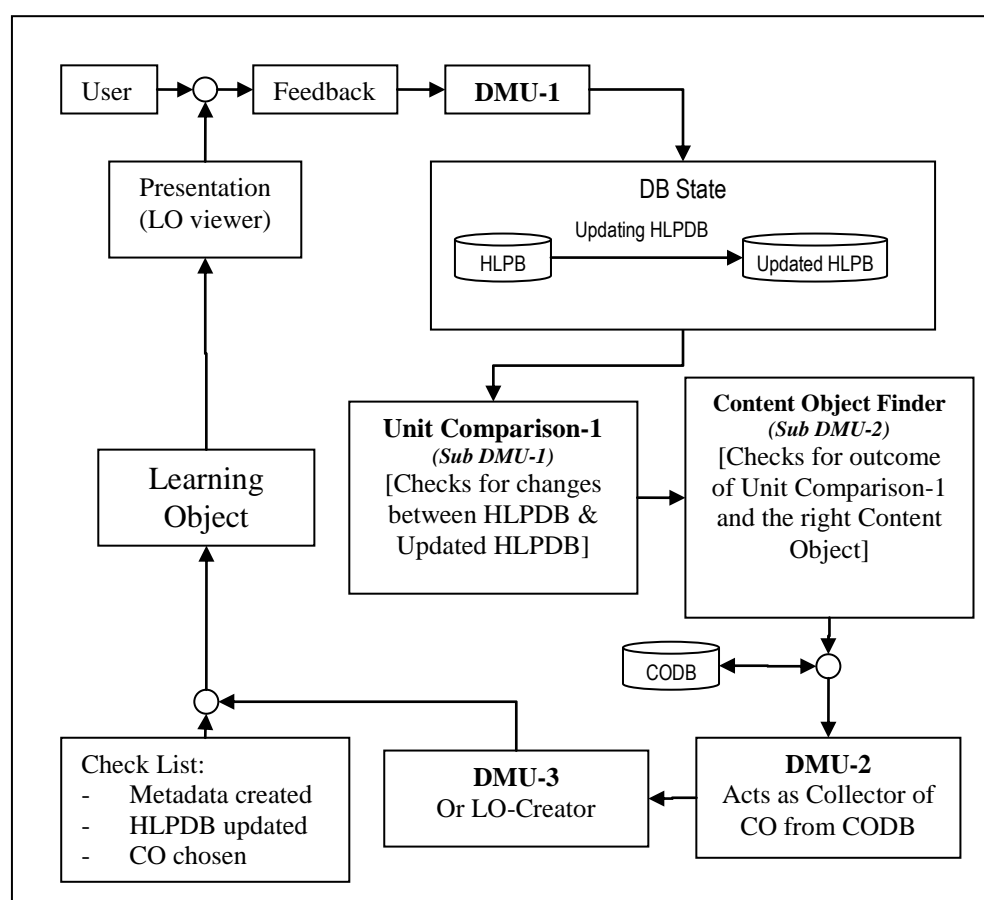 User
Feedback
DMU-1
Presentation
(LO viewer)
DB State
Updating HLPDB
HLPB
Updated HLPB
Unit Comparison-1
(Sub DMU-1)
[Checks for changes
between HLPDB &
Updated HLPDB]
Content Object Finder
(Sub DMU-2)
[Checks for outcome
of Unit Comparison-1
and the right Content
Object]
Learning
Object
CODB
Check List:
- Metadata created
- HLPDB updated
- CO chosen
DMU-3
Or LO-Creator
DMU-2
Acts as Collector of
CO from CODB